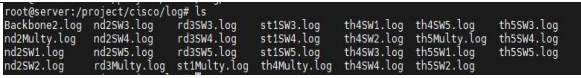 root@server:/project/cisco/log# ls
Backbone2.log nd2SW3.log rd3SW3.log st1SW3.log th4SW1.log th4SW5.log th5SW3.log
nd2Multy.log nd2SW4.log rd3SW4.log st1SW4.log th4SW2.log th5Multy.log th5SW4.log
nd2SW1.log nd2SW5.log rd3SW5.log st1SW5.log th4SW3.log th5SW1.log th5SW5.log
nd2SW2.log rd3Multy.log st1Multy.log th4Multy.log th4SW4.log th5SW2.log